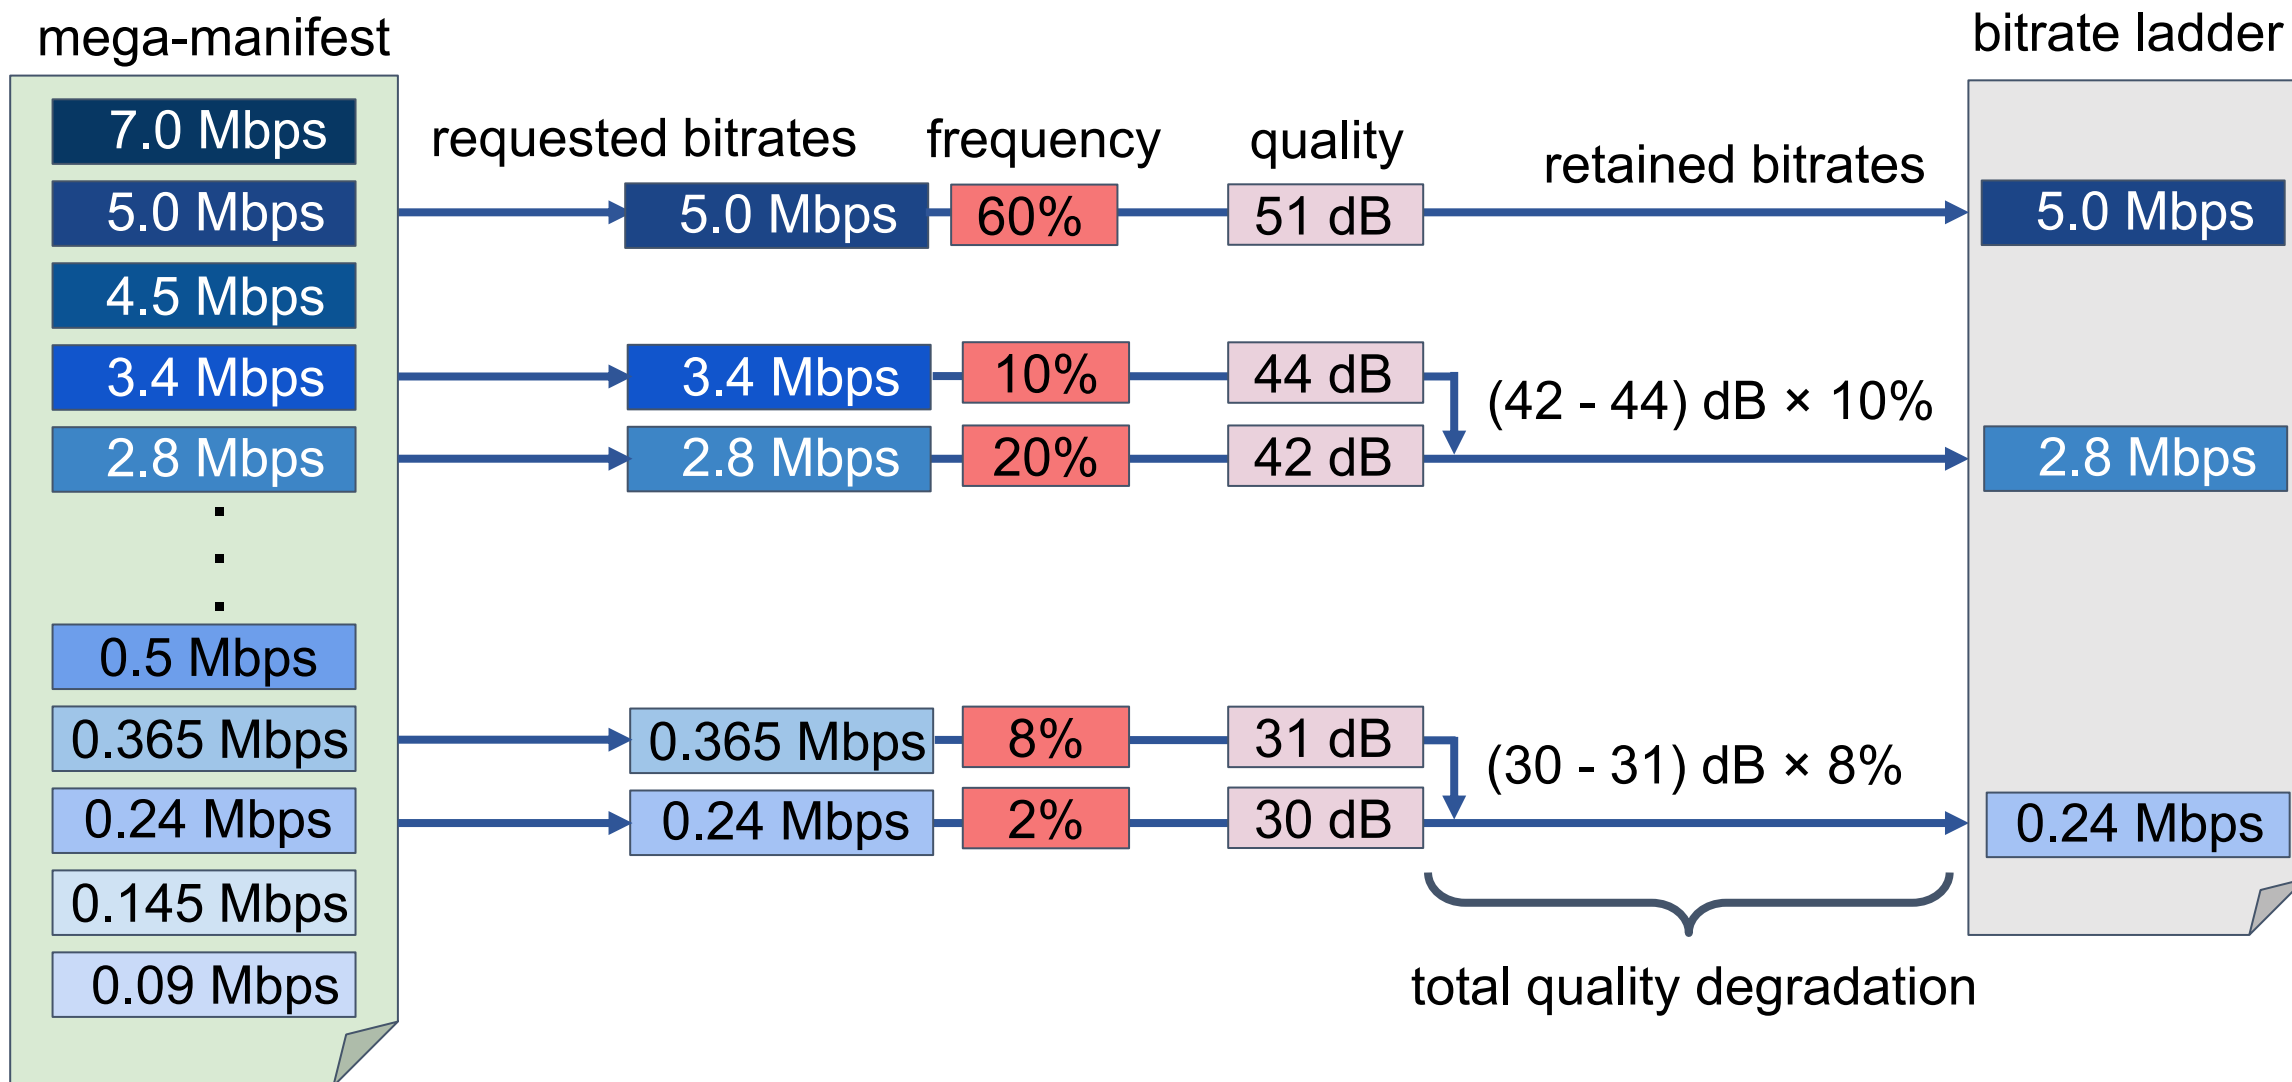 mega-manifest
7.0 Mbps
5.0 Mbps
4.5 Mbps
3.4 Mbps
2.8 Mbps
0.5 Mbps
0.365 Mbps
0.24 Mbps
0.145 Mbps
0.09 Mbps
requested bitrates
frequency
quality
retained bitrates
5.0 Mbps
60%
51 dB
3.4 Mbps
10%
44 dB
(42 - 44) dB × 10%
2.8 Mbps
20%
42 dB
0.365 Mbps
8%
31 dB
(30 - 31) dB × 8%
0.24 Mbps
2%
30 dB
total quality degradation
bitrate ladder
5.0 Mbps
2.8 Mbps
0.24 Mbps